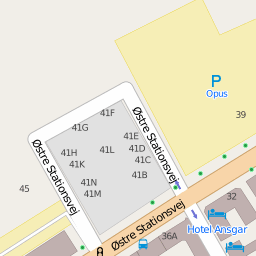 P
Opus
39
41F
41G
Østre Stationsvej
41E
41D
41C
41L
41H
41K
41B
41N
41M
45
Østre Stationsvej
Østre Stationsvej
36A
32
Hotel Ansgar